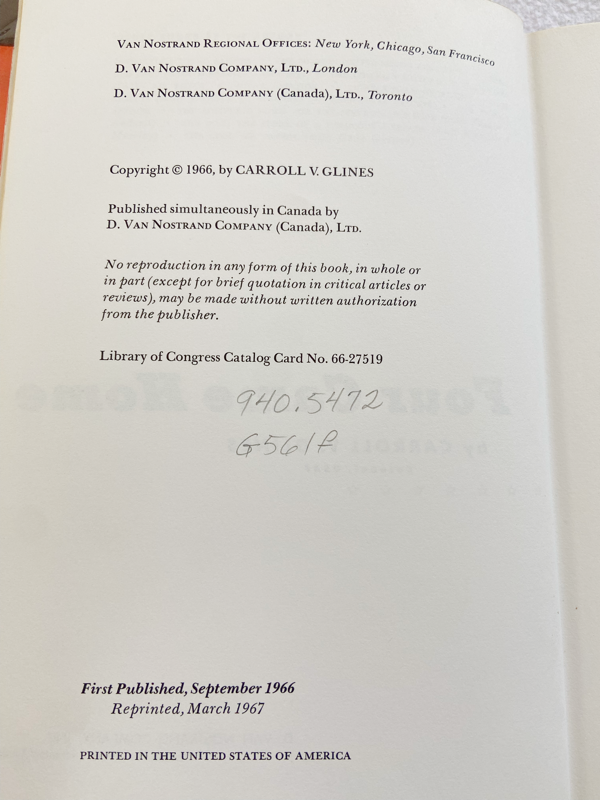 Van Nostrand Regional Offices: New York, Chicago, San Francisco
D. Van Nostrand Company, Ltd., London
D. Van Nostrand Company (Canada), Ltd., Toronto
Copyright © 1966, by CARROLL V. GLINES
Published simultaneously in Canada by
D. Van Nostrand Company (Canada), Ltd.
No reproduction in any form of this book, in whole or
in part (except for brief quotation in critical articles or
reviews), may be made without written authorization
from the publisher.
Library of Congress Catalog Card No. 66-27519
940.5472
G561f
First Published, September 1966
Reprinted, March 1967
PRINTED IN THE UNITED STATES OF AMERICA